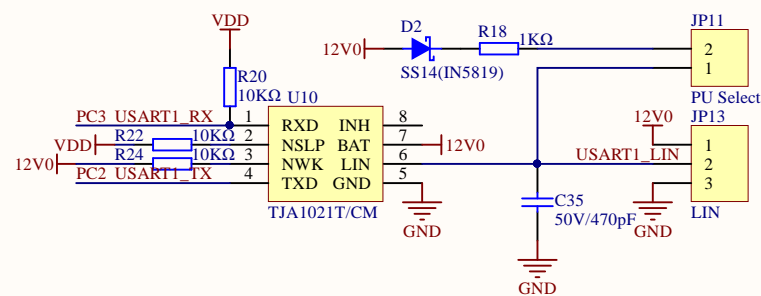 VDD
D2
R18
JP11
12V0
1KΩ
2
SS14(IN5819)
1
R20
10KΩ
U10
PU Select
PC3 USART1_RX
1
RXD
INH
8
12V0
JP13
VDD
R22
10KΩ
2
NSLP
BAT
7
12V0
1
12V0
R24
10KΩ
3
NWK
LIN
6
USART1_LIN
2
PC2 USART1_TX
4
TXD
GND
5
3
TJA1021T/CM
C35
LIN
50V/470pF
GND
GND
GND